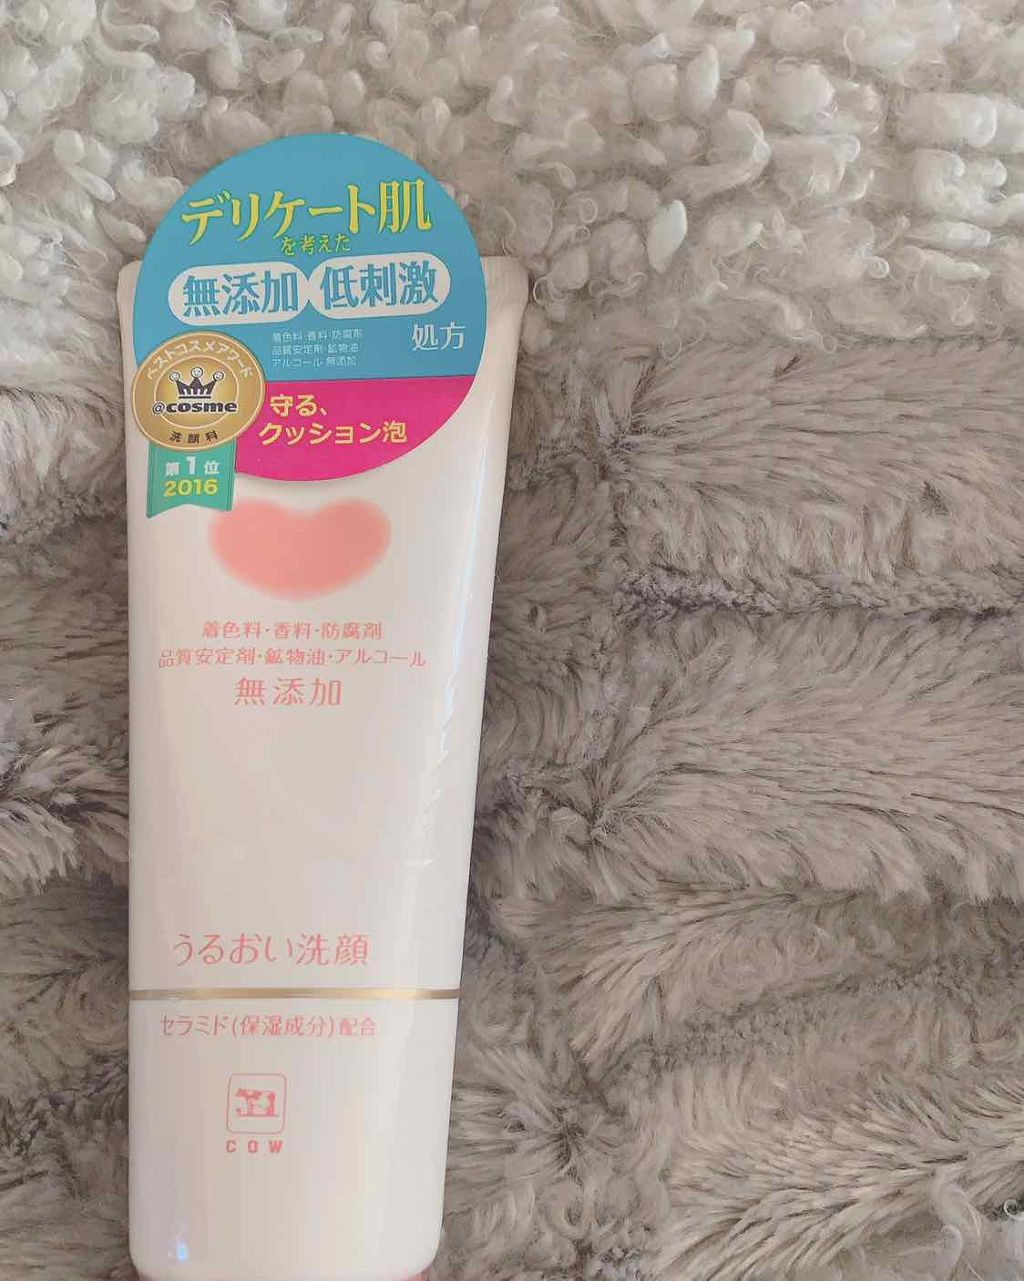 デリケート肌
を考えた
無添加 低刺激
処方
着色料・香料・防腐剤
品質安定剤・鉱物油
アルコール 無添加
ベストコスメアワード
@cosme
洗顔料
第1位
2016
守る、
クッション泡
着色料・香料・防腐剤
品質安定剤・鉱物油・アルコール
無添加
うるおい洗顔
セラミド(保湿成分)配合
COW